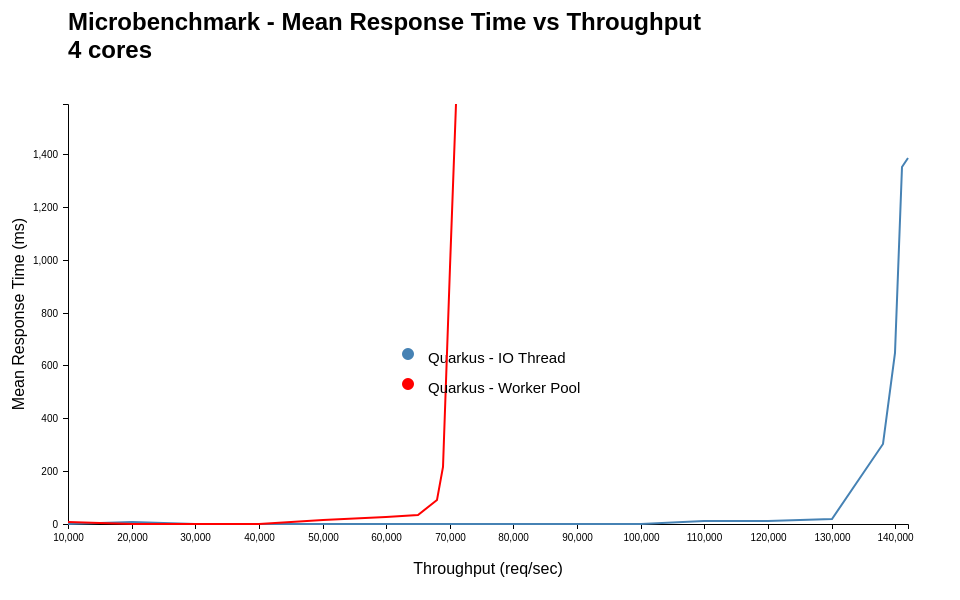 Microbenchmark - Mean Response Time vs Throughput
4 cores
Mean Response Time (ms)
1,400
1,200
1,000
800
600
400
200
0
Quarkus - IO Thread
Quarkus - Worker Pool
10,000 20,000 30,000 40,000 50,000 60,000 70,000 80,000 90,000 100,000 110,000 120,000 130,000 140,000
Throughput (req/sec)